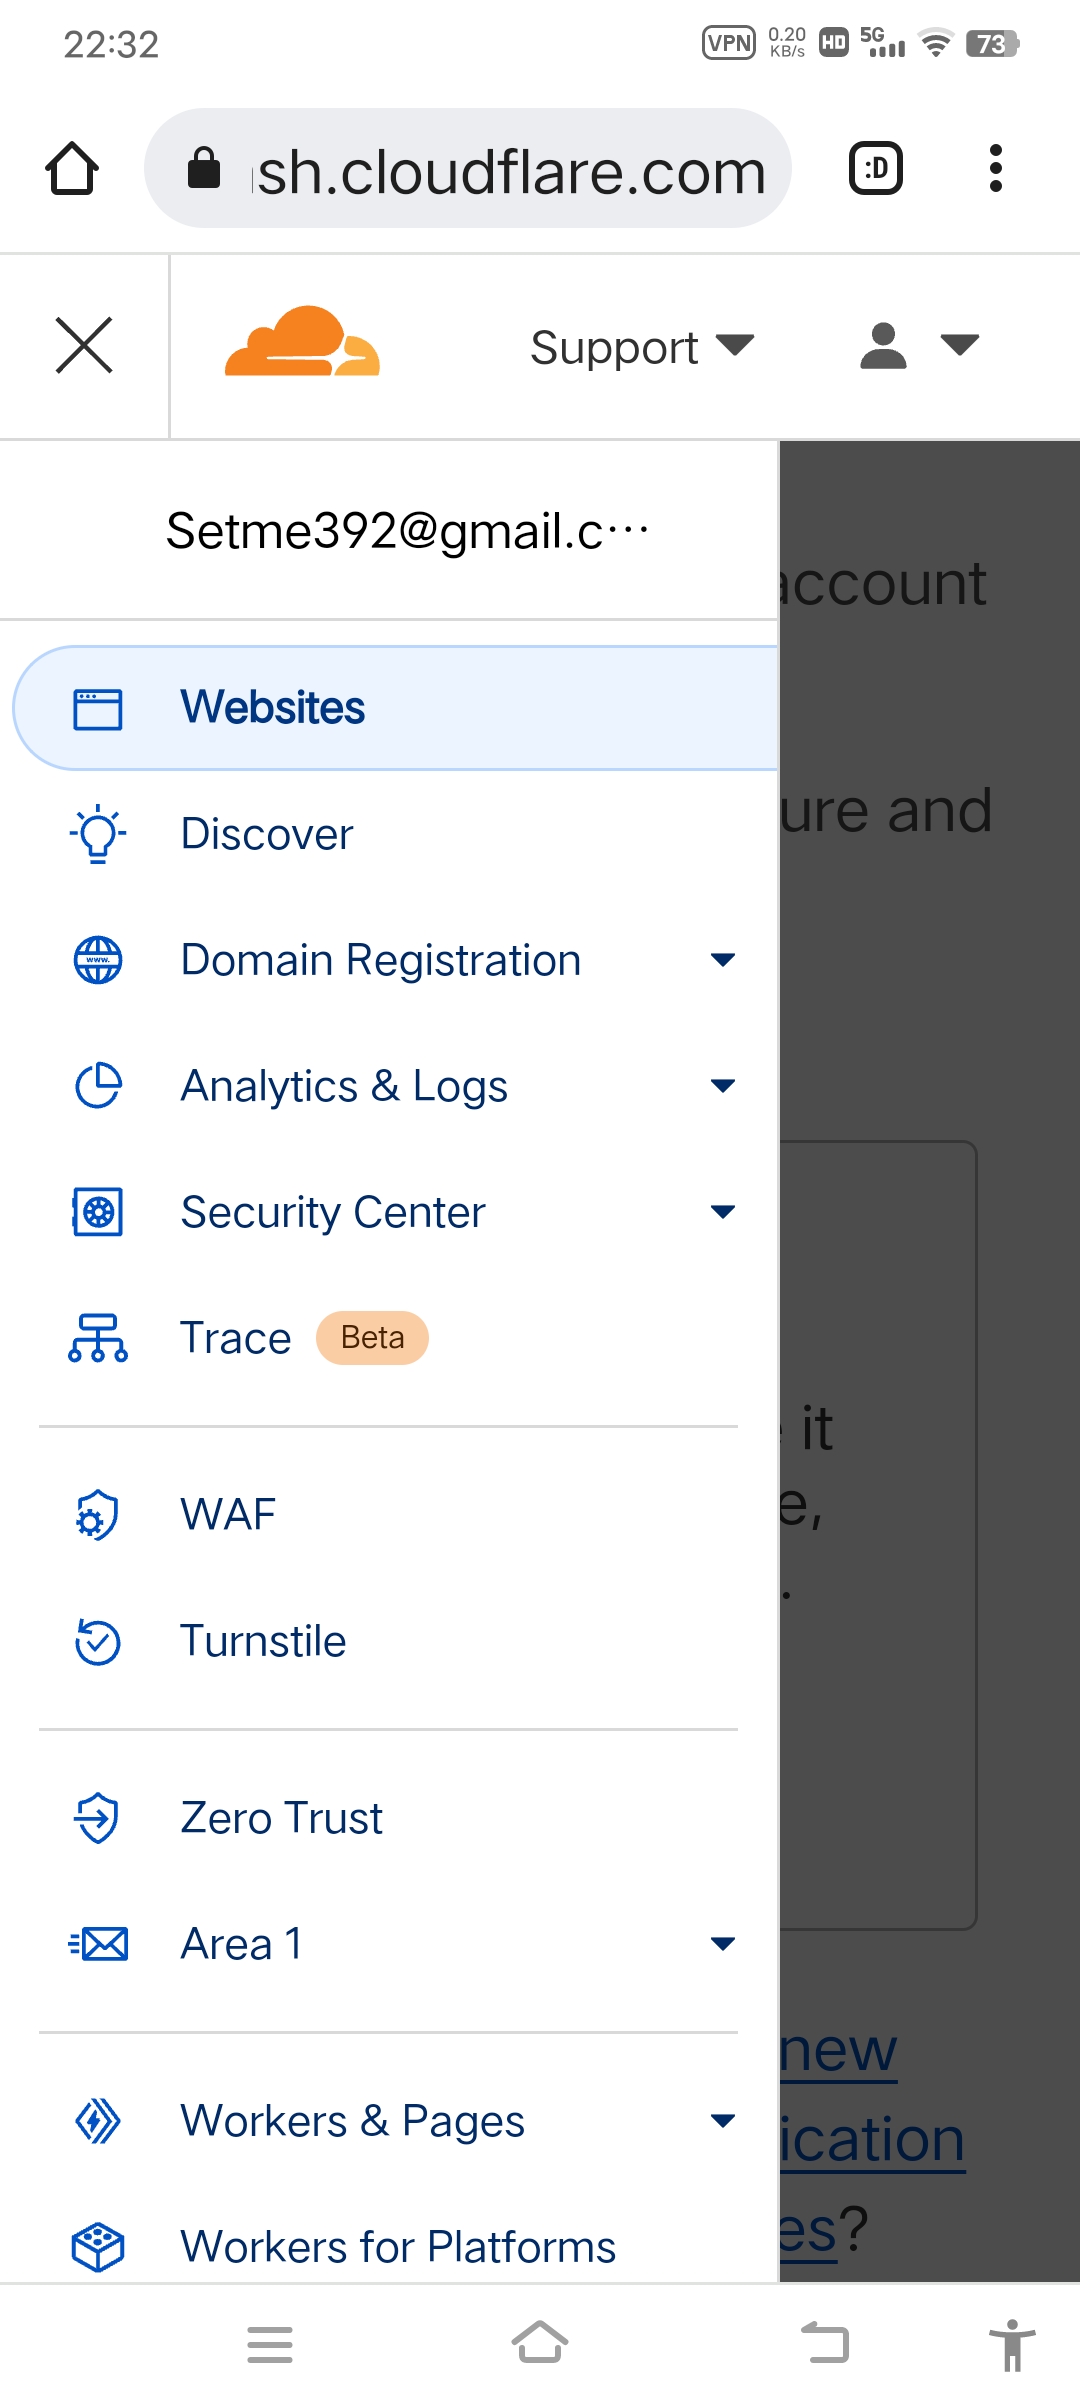 22:32
VPN 0.20 KB/s HD 5G 73
sh.cloudflare.com :D
Support
Setme392@gmail.c···
account
Websites
ure and
Discover
www. Domain Registration
Analytics & Logs
Security Center
Trace Beta
it
e,
.
WAF
Turnstile
Zero Trust
Area 1
new
Workers & Pages
ication
es?
Workers for Platforms